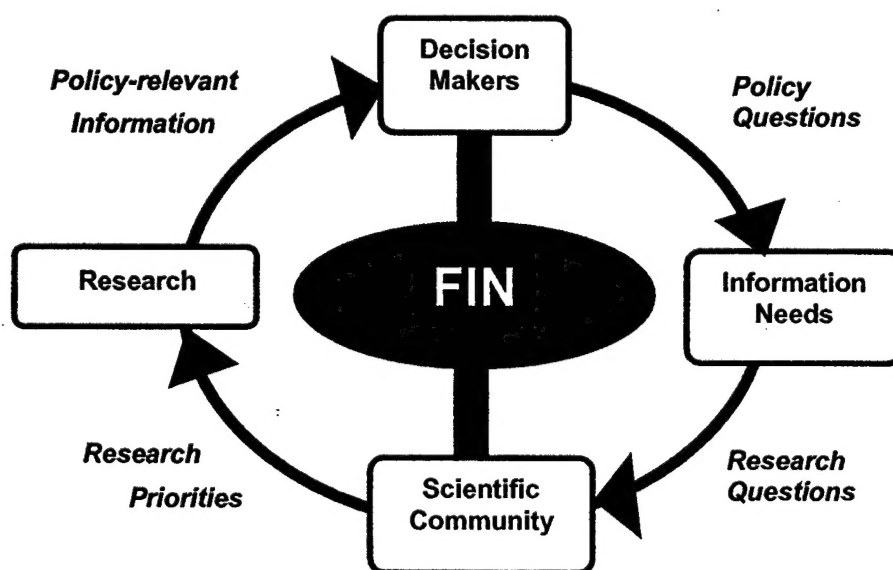 Decision
Makers
Policy-relevant
Information
Policy
Questions
Research
FIN
Information
Needs
Research
Priorities
Scientific
Community
Research
Questions